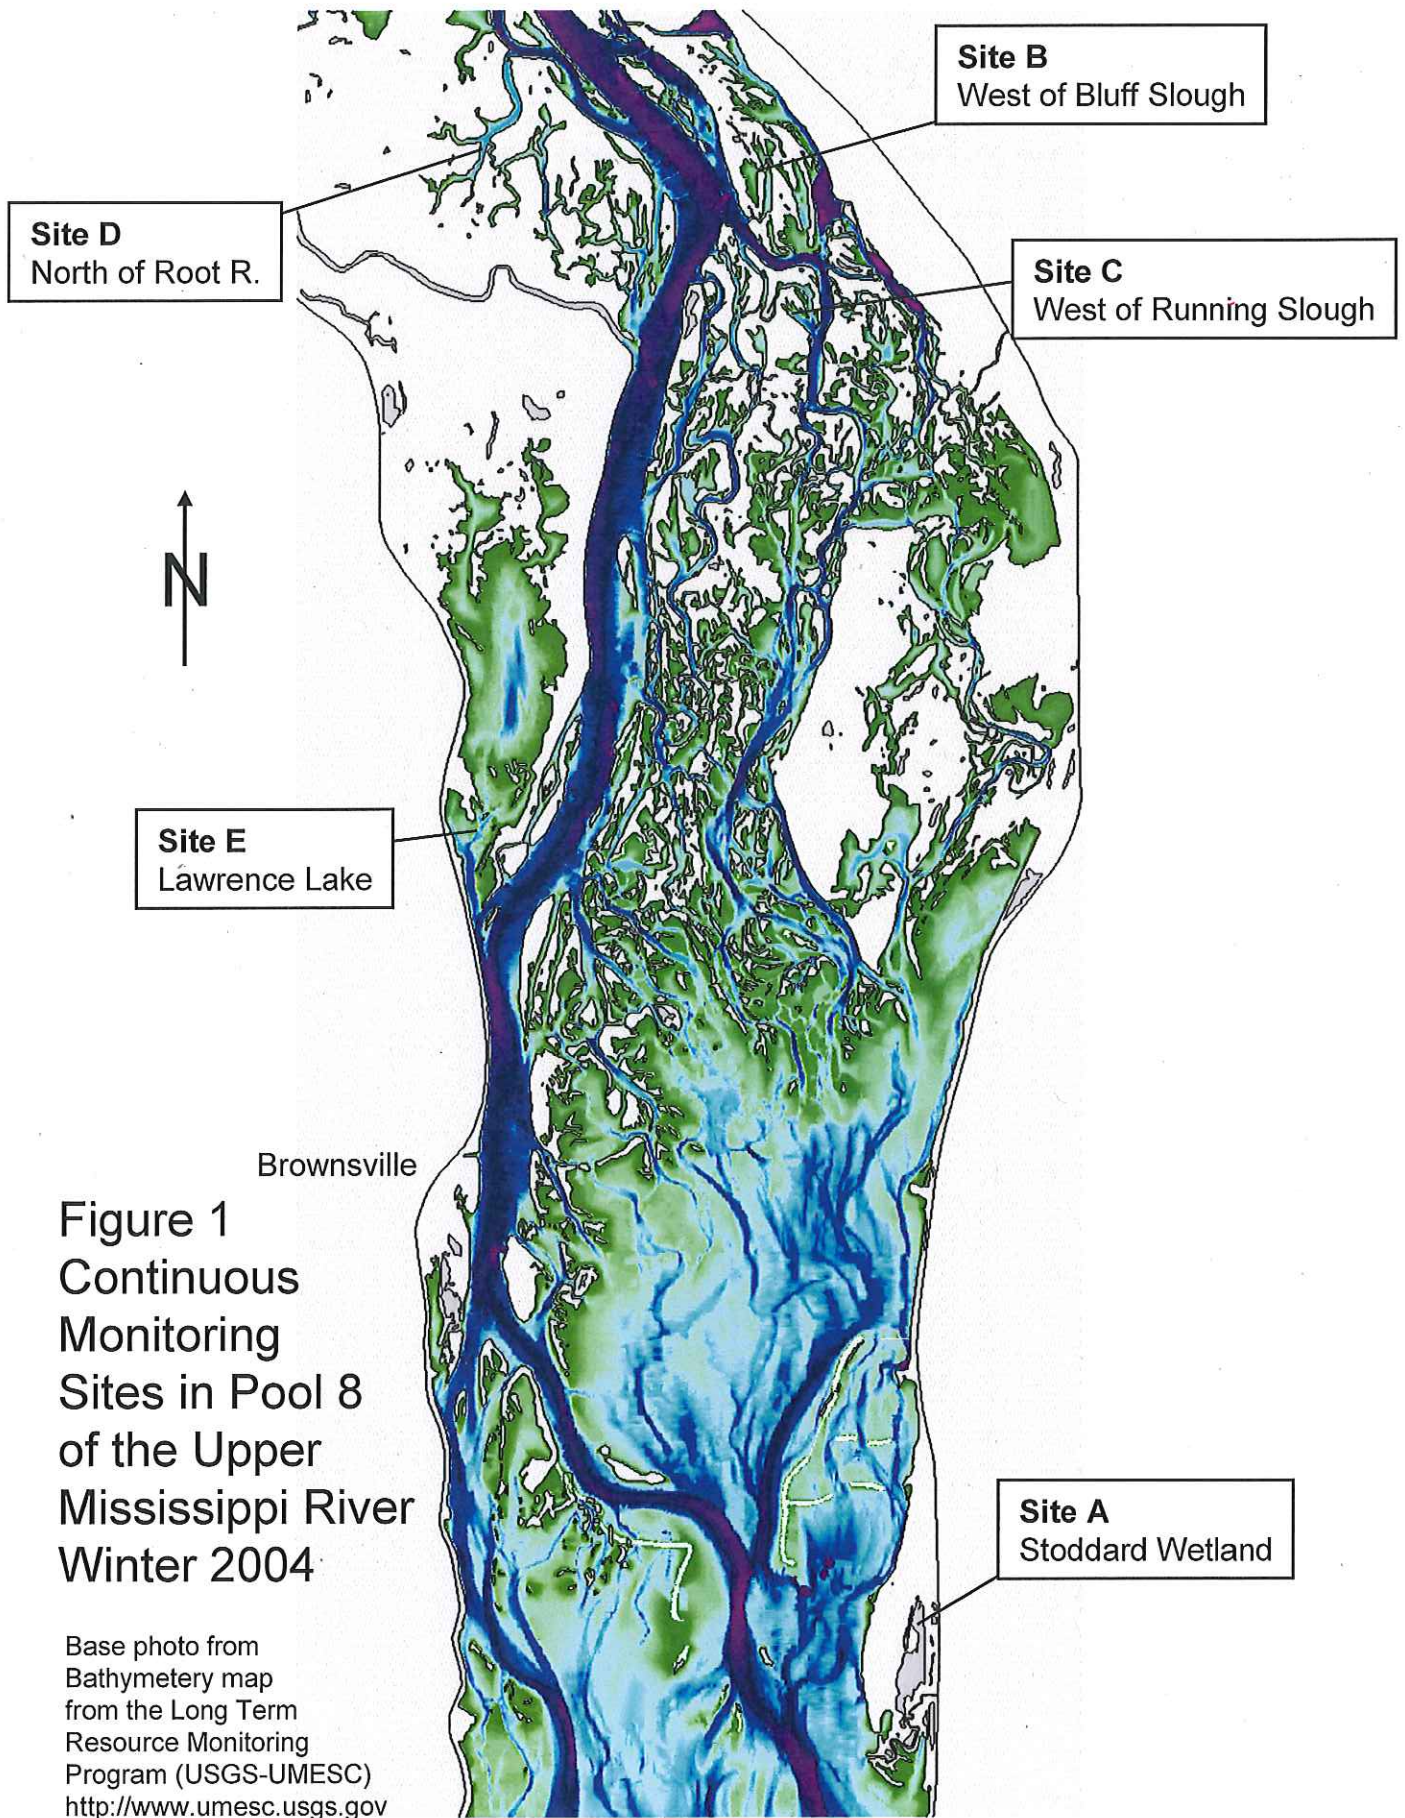 Site B
West of Bluff Slough
Site D
North of Root R.
Site C
West of Running Slough
N
Site E
Lawrence Lake
Brownsville
Figure 1
Continuous
Monitoring
Sites in Pool 8
of the Upper
Mississippi River
Winter 2004
Site A
Stoddard Wetland
Base photo from
Bathymetery map
from the Long Term
Resource Monitoring
Program (USGS-UMESC)
http://www.umesc.usgs.gov